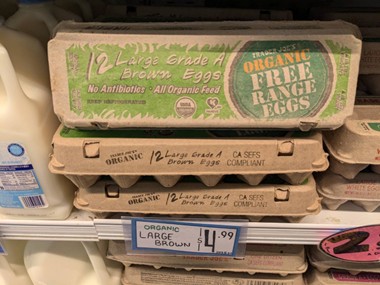 12 Large Grade A
Brown Eggs
No Antibiotics • All Organic Feed
TRADER JOE'S
ORGANIC
FREE
RANGE
EGGS
ORGANIC
12 Large Grade A
Brown Eggs
CA SEFS
COMPLIANT
ORGANIC
12 Large Grade A
Brown Eggs
CA SEFS
COMPLIANT
ORGANIC
LARGE
BROWN
$4.99